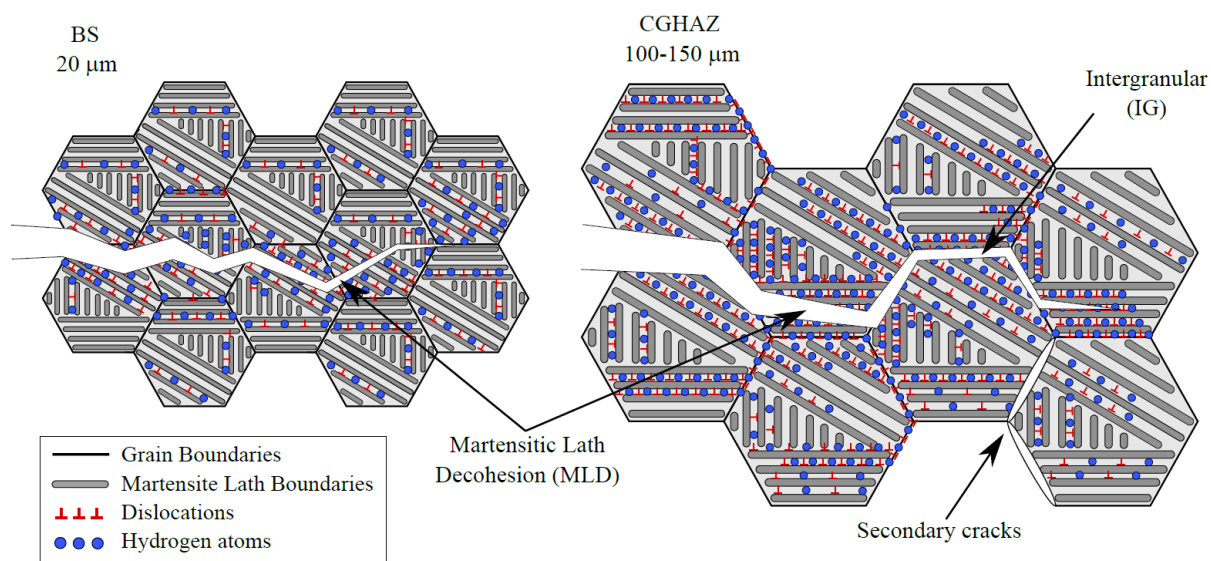 BS
20 μm
CGHAZ
100-150 μm
Intergranular
(IG)
Martensitic Lath
Decohesion (MLD)
Secondary cracks
Grain Boundaries
Martensite Lath Boundaries
Dislocations
Hydrogen atoms